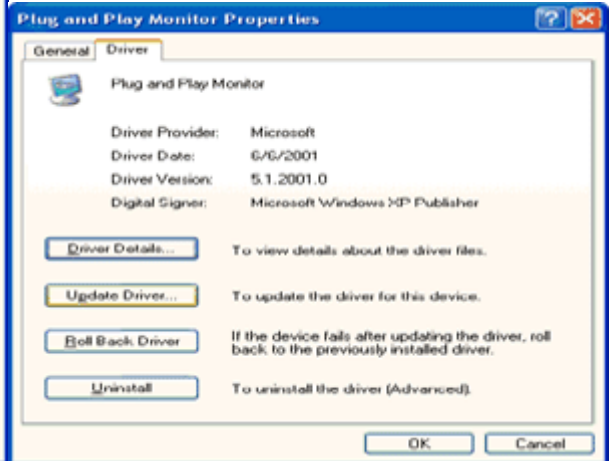 Plug and Play Monitor Properties
General Driver
Plug and Play Monitor
Driver Provider: Microsoft
Driver Date: 6/6/2001
Driver Version: 5.1.2001.0
Digital Signer: Microsoft Windows XP Publisher
Driver Details... To view details about the driver files.
Update Driver... To update the driver for this device.
Roll Back Driver If the device fails after updating the driver, roll
back to the previously installed driver.
Uninstall To uninstall the driver (Advanced).
OK Cancel